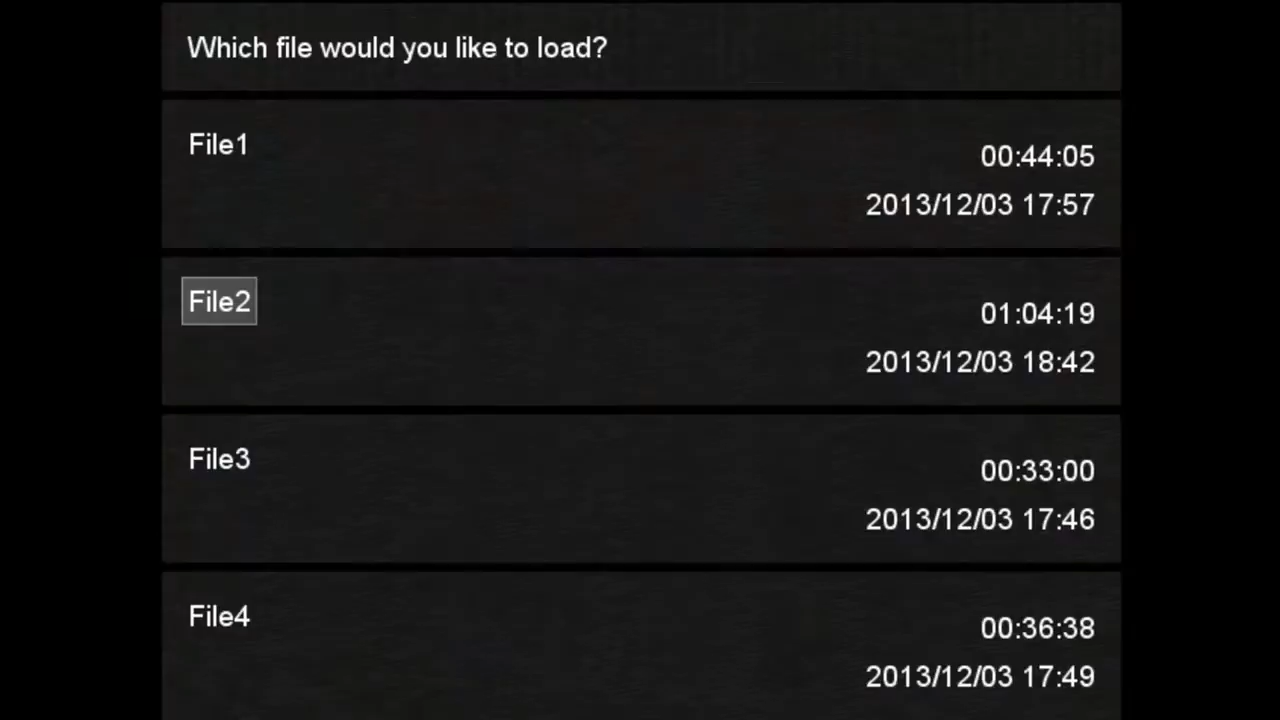 Which file would you like to load?
File1
00:44:05
2013/12/03 17:57
File2
01:04:19
2013/12/03 18:42
File3
00:33:00
2013/12/03 17:46
File4
00:36:38
2013/12/03 17:49